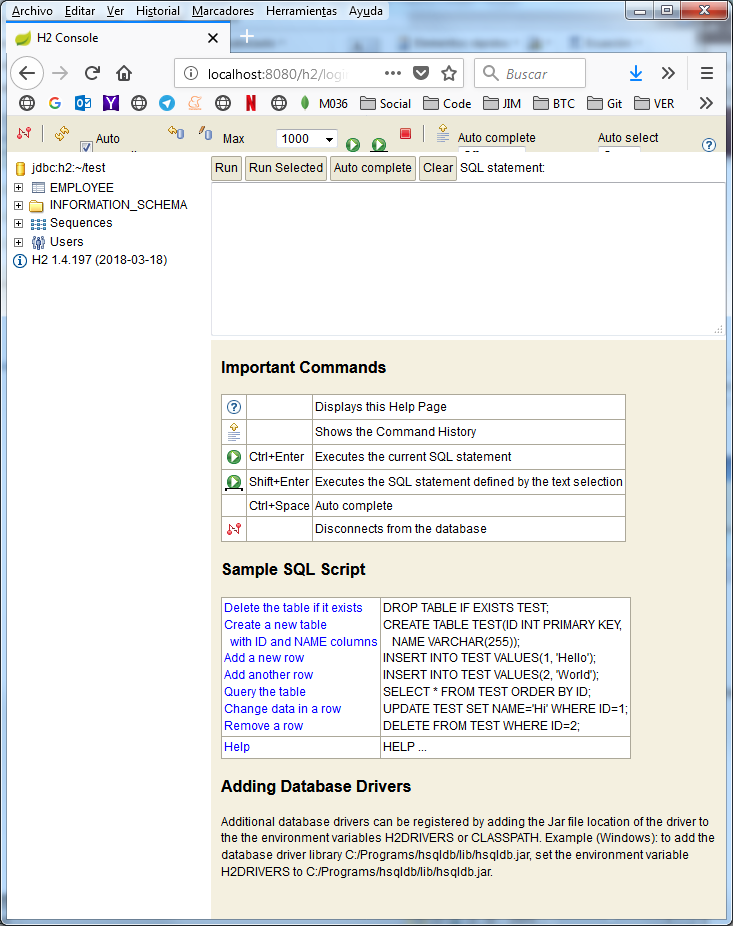 Archivo Editar Ver Historial Marcadores Herramientas Ayuda
H2 Console
localhost:8080/h2/login
Buscar
M036 Social Code JIM BTC Git VER
Auto Max 1000 Auto complete Auto select
jdbc:h2:~/test
EMPLOYEE
INFORMATION_SCHEMA
Sequences
Users
H2 1.4.197 (2018-03-18)
Run Run Selected Auto complete Clear SQL statement:
Important Commands
Displays this Help Page
Shows the Command History
Ctrl+Enter Executes the current SQL statement
Shift+Enter Executes the SQL statement defined by the text selection
Ctrl+Space Auto complete
Disconnects from the database
Sample SQL Script
Delete the table if it exists DROP TABLE IF EXISTS TEST;
Create a new table CREATE TABLE TEST(ID INT PRIMARY KEY,
with ID and NAME columns NAME VARCHAR(255));
Add a new row INSERT INTO TEST VALUES(1, 'Hello');
Add another row INSERT INTO TEST VALUES(2, 'World');
Query the table SELECT * FROM TEST ORDER BY ID;
Change data in a row UPDATE TEST SET NAME='Hi' WHERE ID=1;
Remove a row DELETE FROM TEST WHERE ID=2;
Help HELP ...
Adding Database Drivers
Additional database drivers can be registered by adding the Jar file location of the driver to
the the environment variables H2DRIVERS or CLASSPATH. Example (Windows): to add the
database driver library C:/Programs/hsqldb/lib/hsqldb.jar, set the environment variable
H2DRIVERS to C:/Programs/hsqldb/lib/hsqldb.jar.